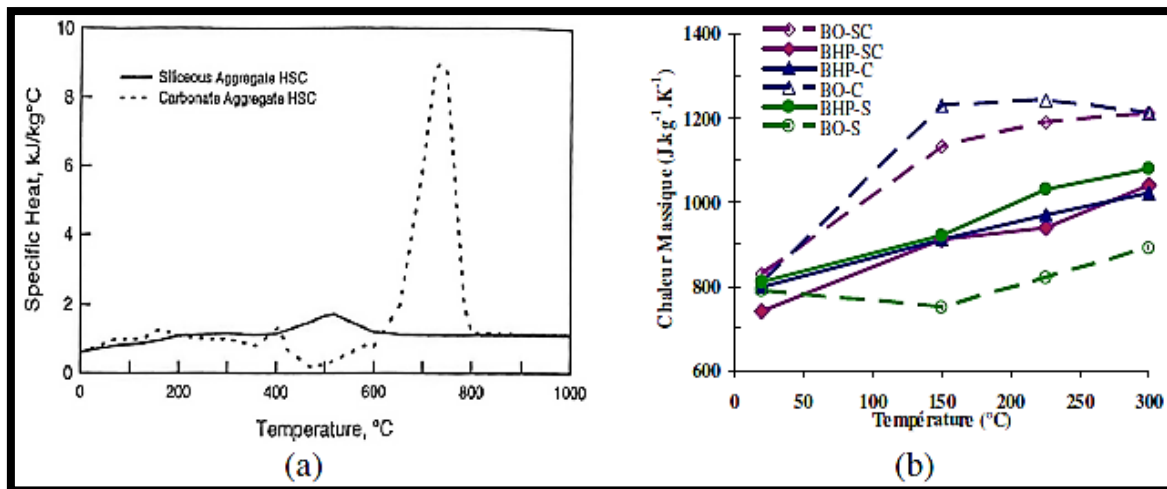 10
8
6
4
2
0
Specific Heat, kJ/kg°C
Siliceous Aggregate HSC
Carbonate Aggregate HSC
0 200 400 600 800 1000
Temperature, ºC
(a)
1400
1200
1000
800
600
Chaleur Massique (J.kg⁻¹.K⁻¹)
BO-SC
BHP-SC
BHP-C
BO-C
BHP-S
BO-S
0 50 100 150 200 250 300
Température (°C)
(b)